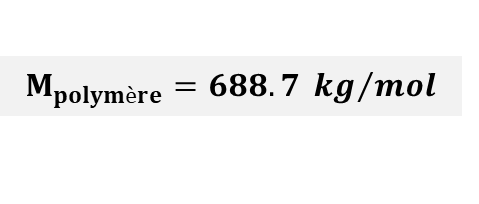 Mpolymère = 688.7 kg/mol